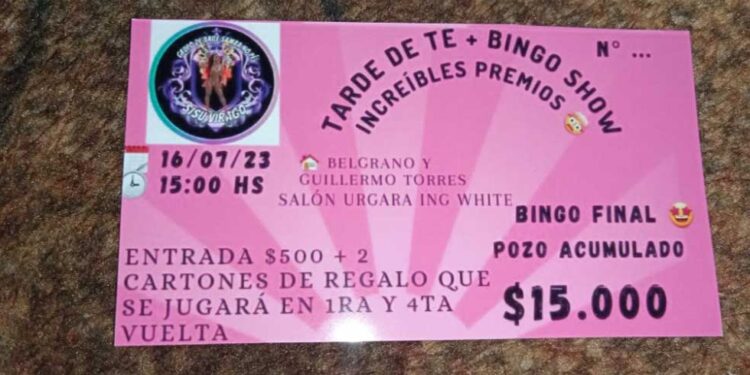 TARDE DE TE + BINGO SHOW
INCREÍBLES PREMIOS
N° ...
SISU VIRAGO
16/07/23
15:00 HS
BELGRANO Y
GUILLERMO TORRES
SALÓN URGARA ING WHITE
BINGO FINAL
POZO ACUMULADO
$15.000
ENTRADA $500 + 2
CARTONES DE REGALO QUE
SE JUGARÁ EN 1RA Y 4TA
VUELTA